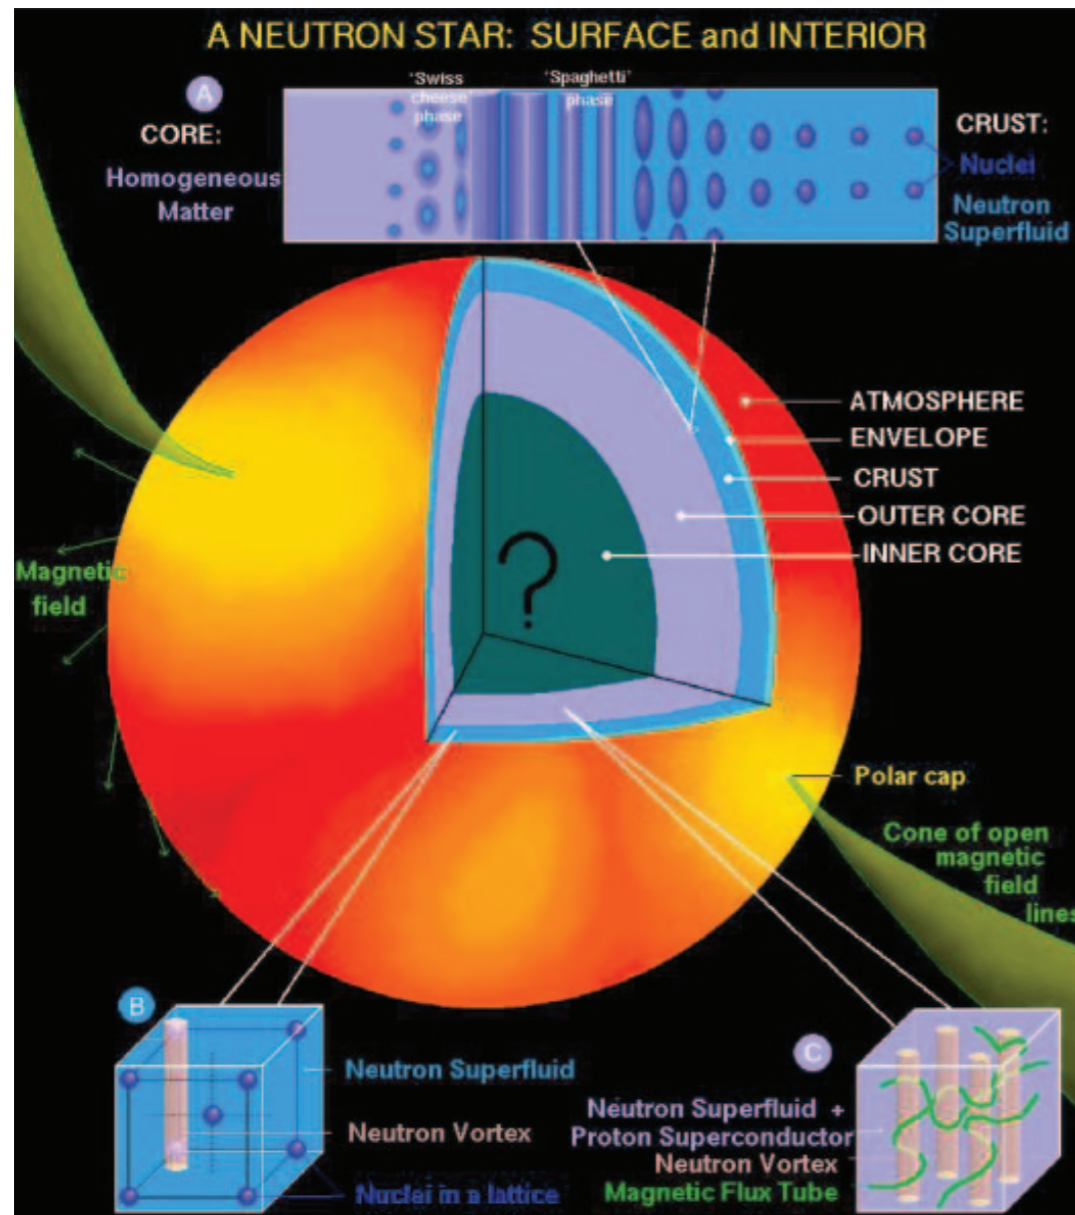 A NEUTRON STAR: SURFACE and INTERIOR
A
CORE:
Homogeneous
Matter
"Swiss
cheese
phase
"Spaghetti"
phase
CRUST:
Nuclei
Neutron
Superfluid
ATMOSPHERE
ENVELOPE
CRUST
OUTER CORE
INNER CORE
?
Magnetic
field
Polar cap
Cone of open
magnetic
field
lines
B
Neutron Superfluid
Neutron Vortex
Nuclei in a lattice
C
Neutron Superfluid +
Proton Superconductor
Neutron Vortex
Magnetic Flux Tube